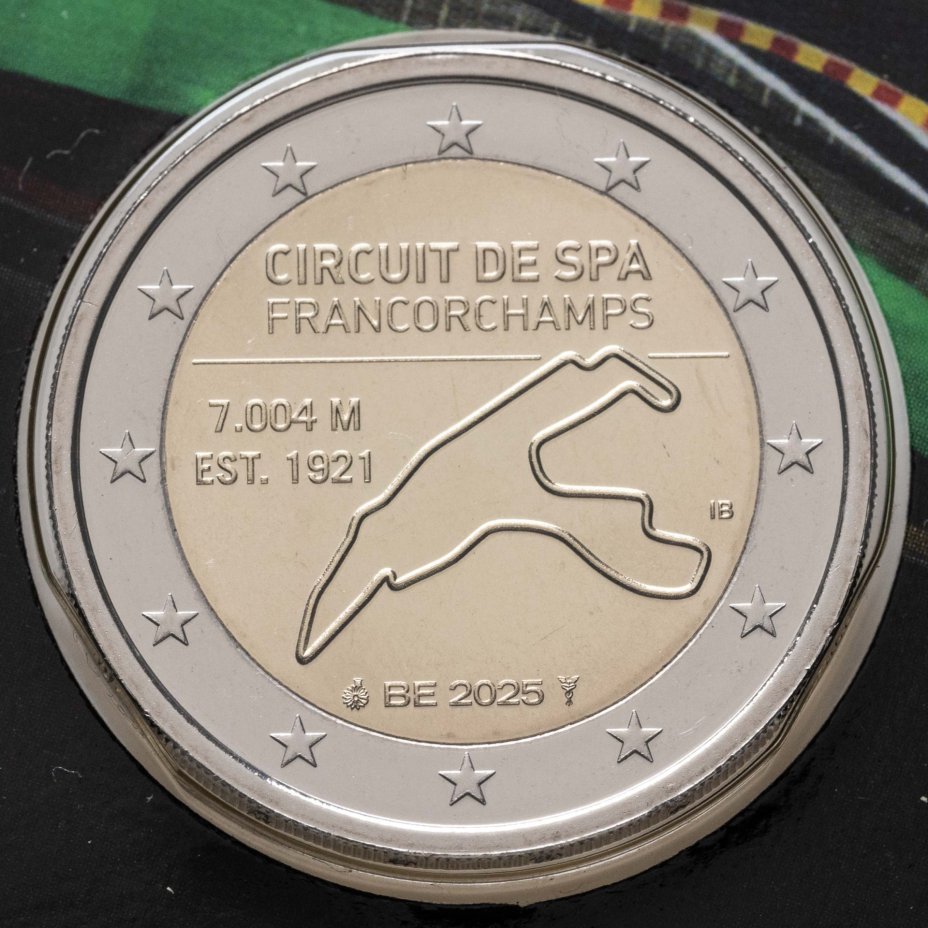 CIRCUIT DE SPA
FRANCORCHAMPS
7.004 M
EST. 1921
IB
BE 2025